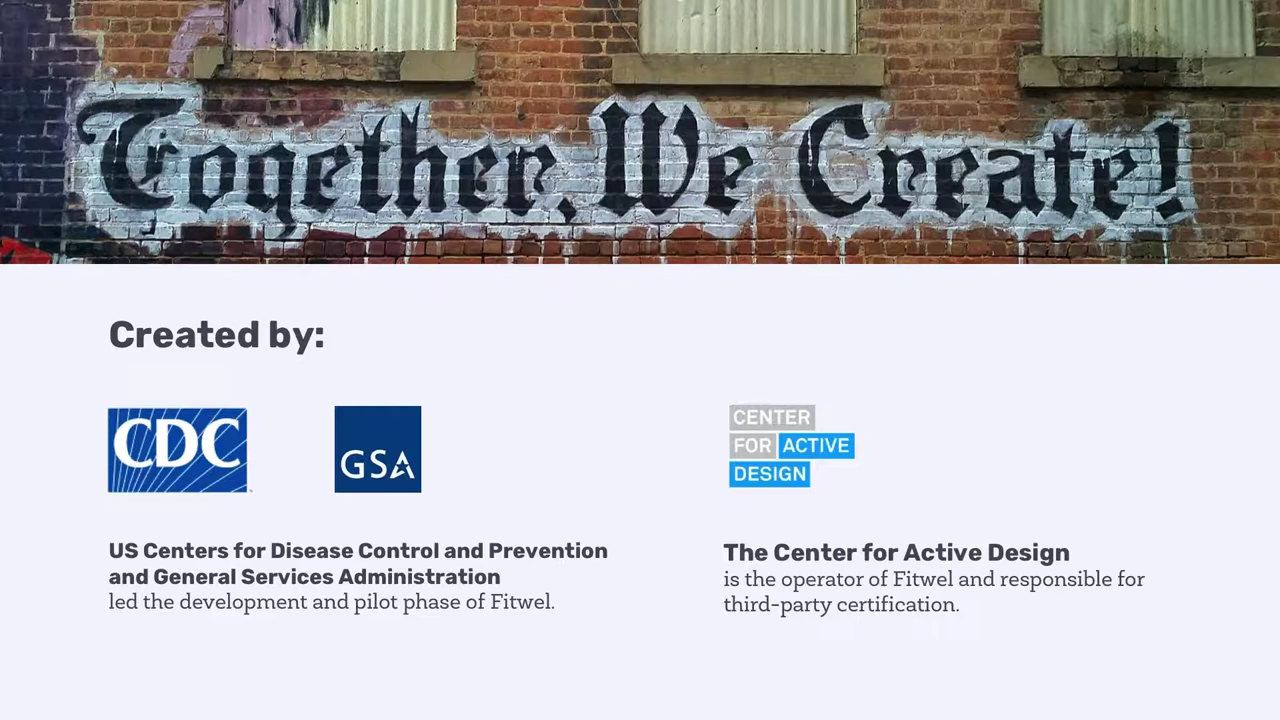 Together, We Create!
Created by:
CDC
GSA
CENTER
FOR ACTIVE
DESIGN
US Centers for Disease Control and Prevention
and General Services Administration
led the development and pilot phase of Fitwel.
The Center for Active Design
is the operator of Fitwel and responsible for
third-party certification.